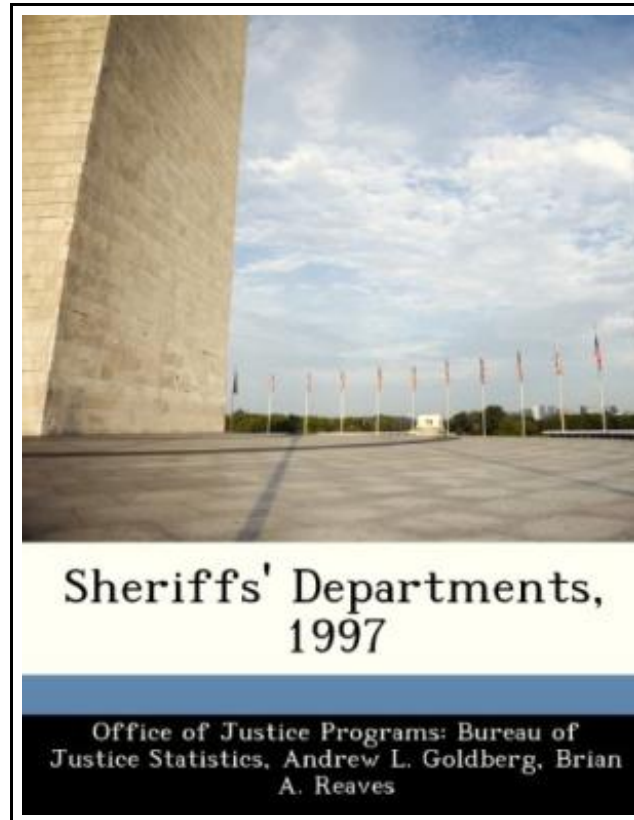 Sheriffs' Departments,
1997
Office of Justice Programs: Bureau of
Justice Statistics, Andrew L. Goldberg, Brian
A. Reaves